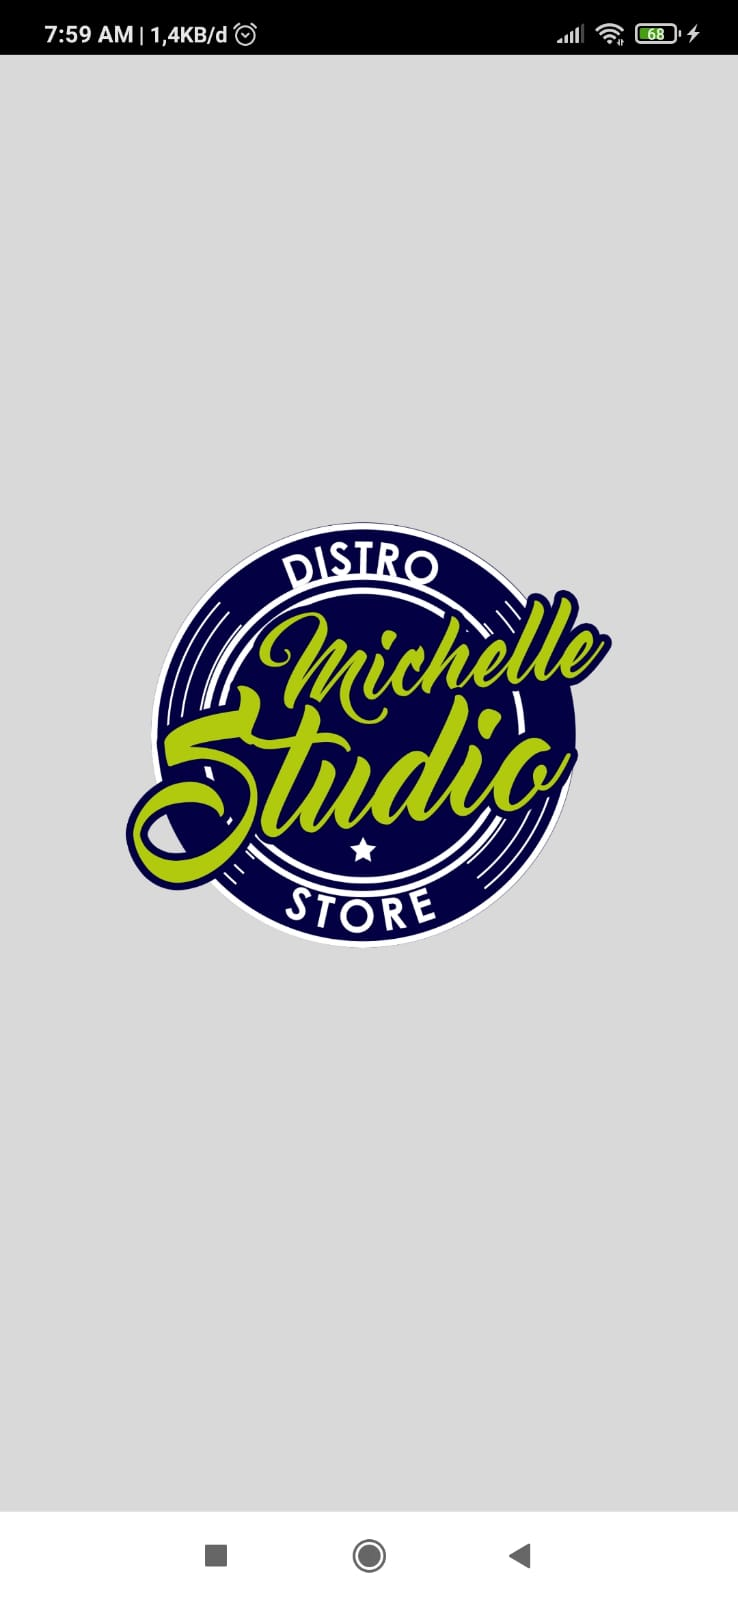 7:59 AM | 1,4KB/d
68
DISTRO
Michelle
Studio
STORE